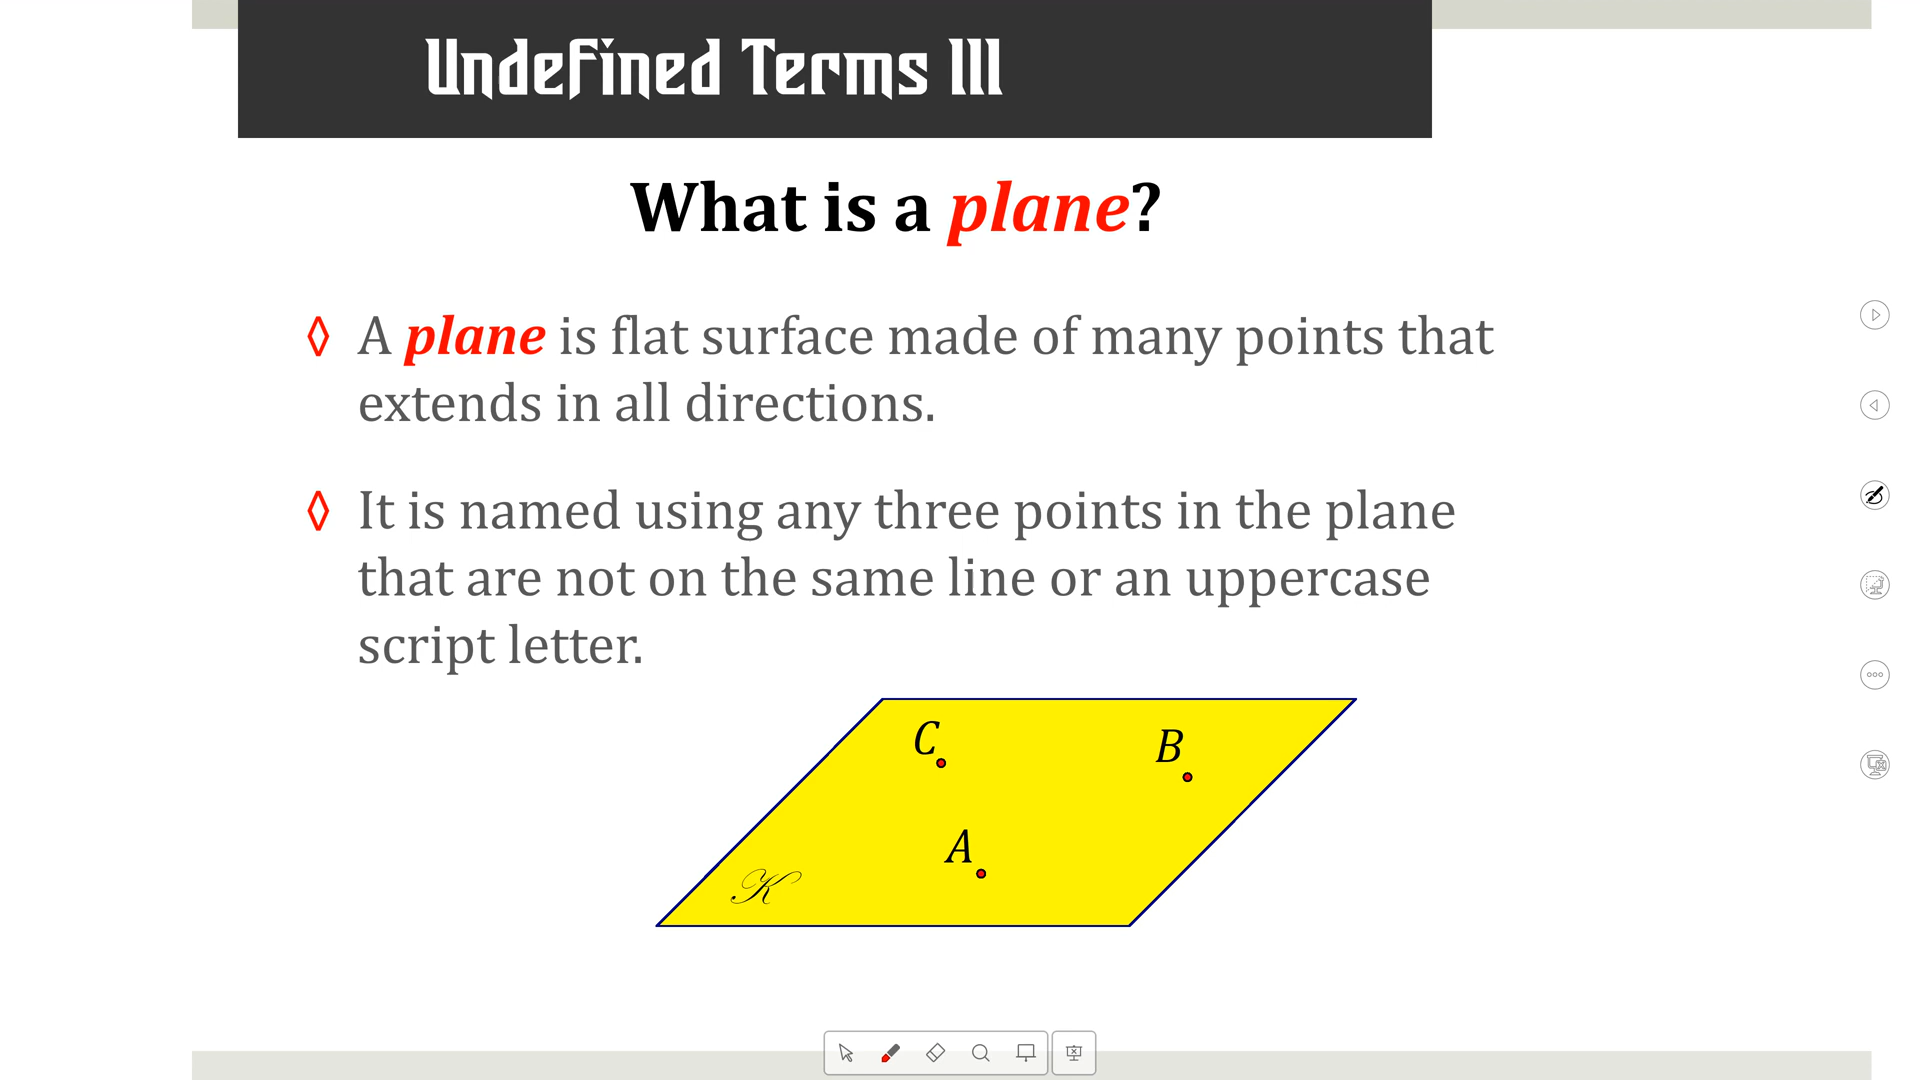 Undefined Terms III
What is a plane?
◊ A plane is flat surface made of many points that
extends in all directions.
◊ It is named using any three points in the plane
that are not on the same line or an uppercase
script letter.
C
B
A
𝒦